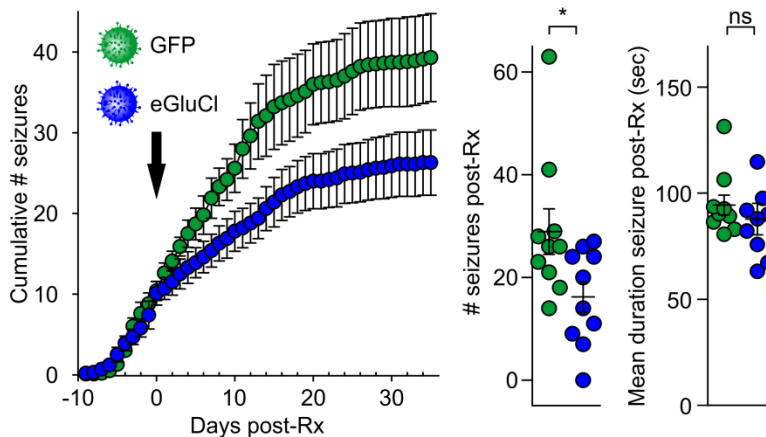 GFP
eGluCl
Cumulative # seizures
40
30
20
10
0
-10 0 10 20 30
Days post-Rx
*
# seizures post-Rx
60
40
20
0
ns
Mean duration seizure post-Rx (sec)
150
100
50
0